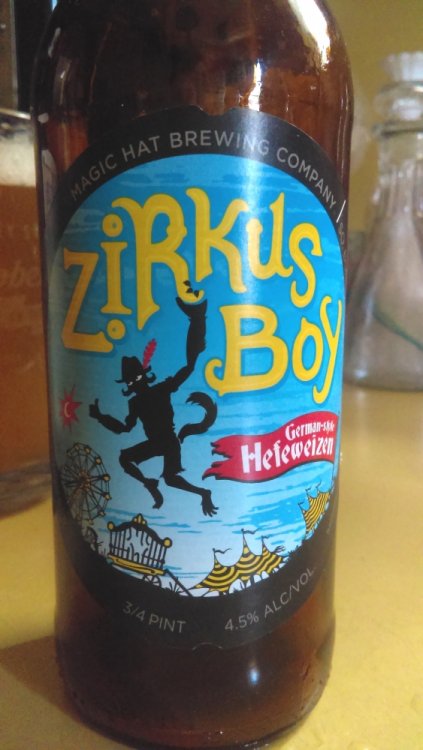 MAGIC HAT BREWING COMPANY
ZiRKUS
BOY
German-style
Hefeweizen
3/4 PINT
4.5% ALC/VOL